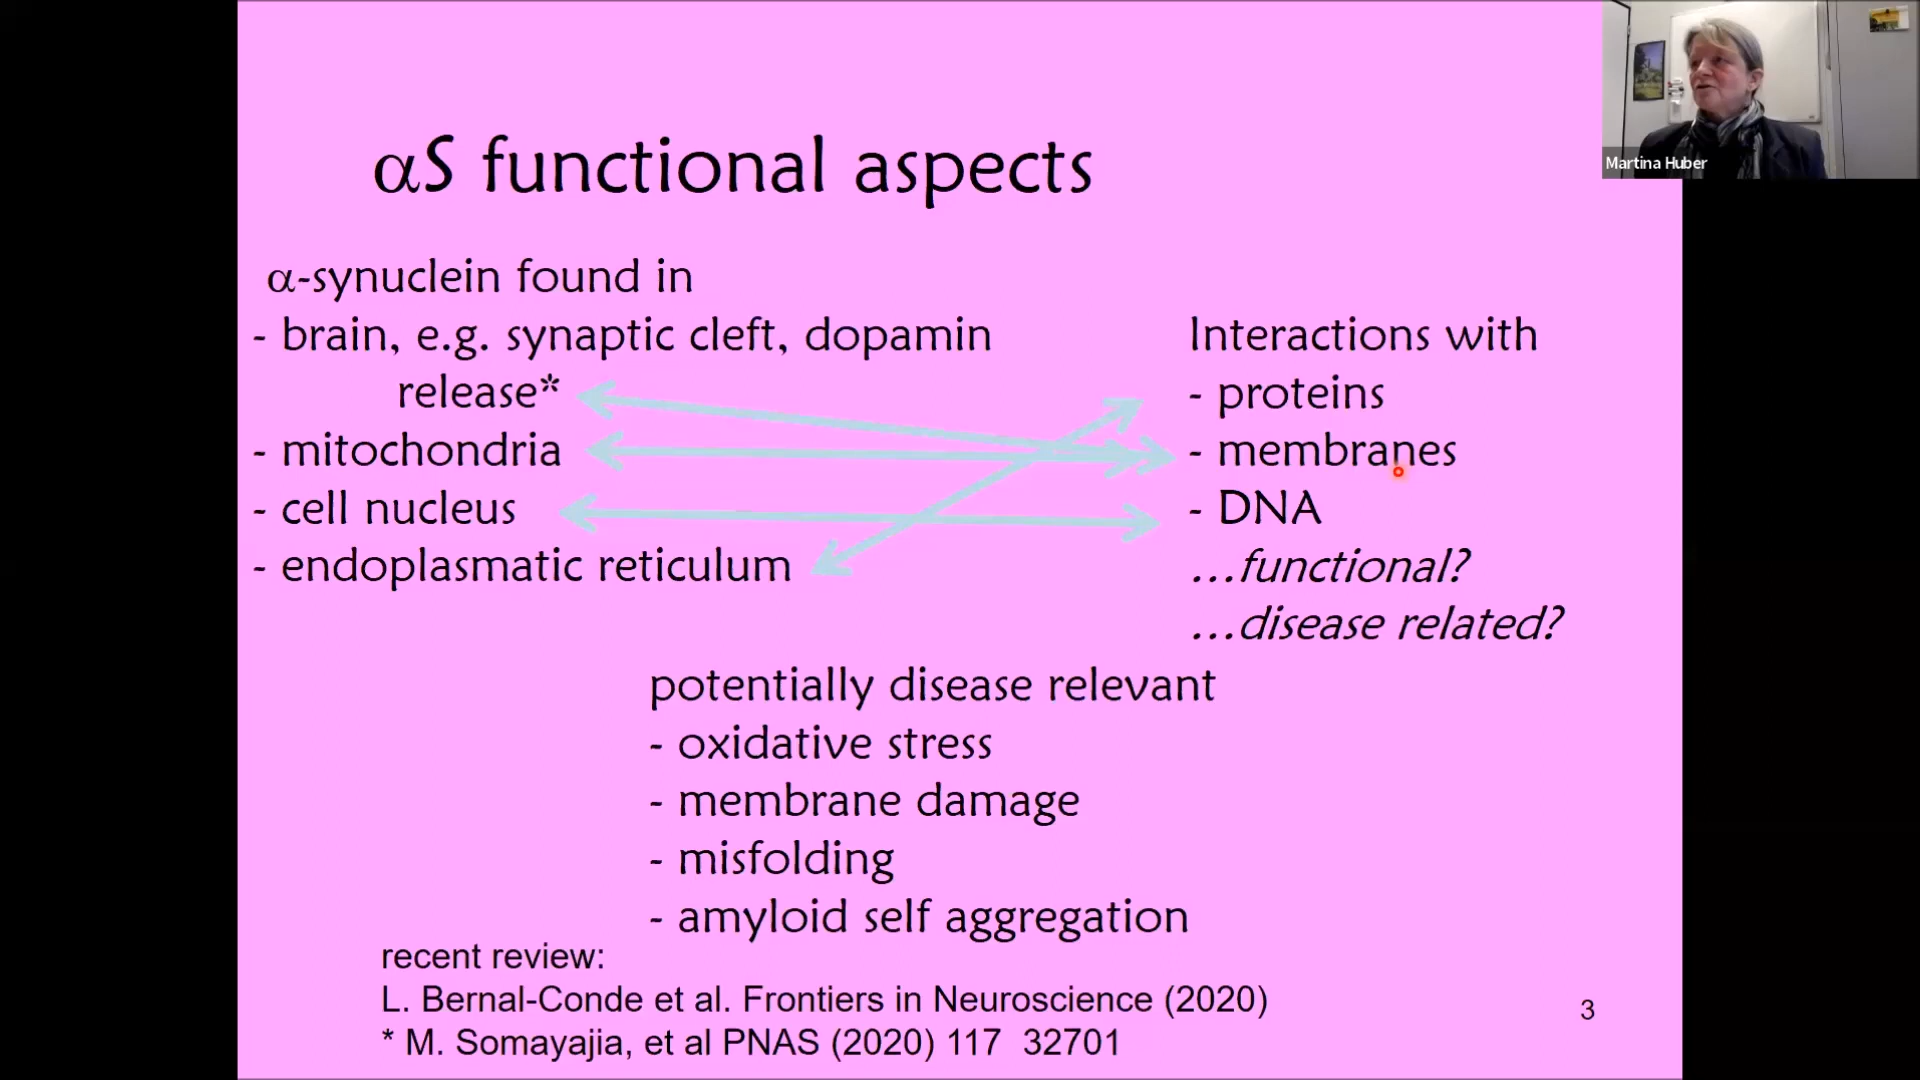 αS functional aspects
α-synuclein found in
- brain, e.g. synaptic cleft, dopamin
release*
- mitochondria
- cell nucleus
- endoplasmatic reticulum
Interactions with
- proteins
- membranes
- DNA
...functional?
...disease related?
potentially disease relevant
- oxidative stress
- membrane damage
- misfolding
- amyloid self aggregation
recent review:
L. Bernal-Conde et al. Frontiers in Neuroscience (2020)
* M. Somayajia, et al PNAS (2020) 117 32701
3
Martina Huber